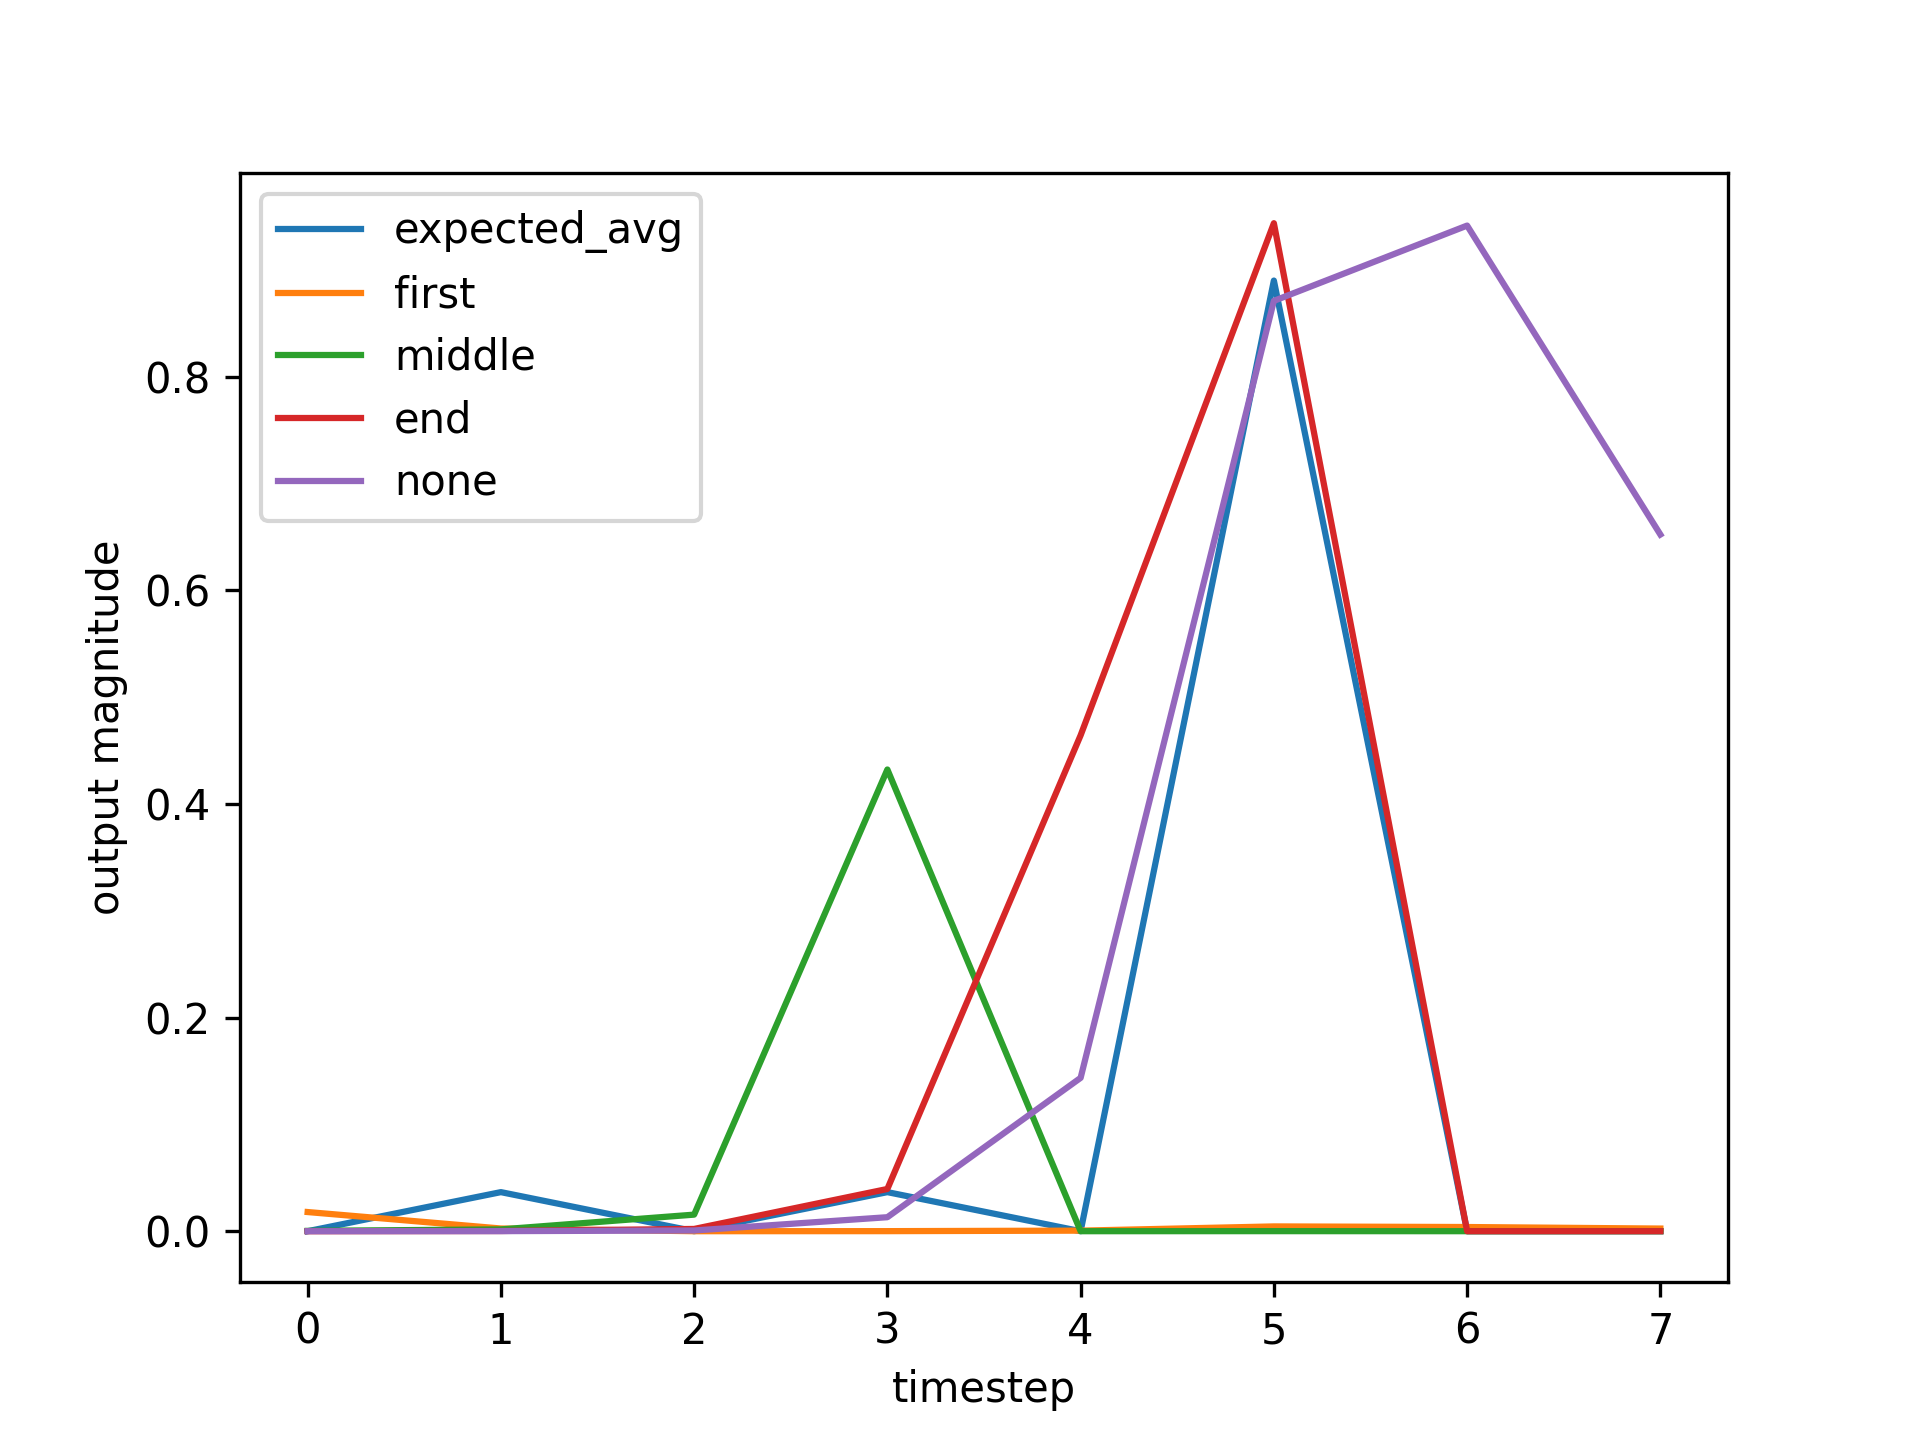 expected_avg
first
middle
end
none
output magnitude
0.8
0.6
0.4
0.2
0.0
0 1 2 3 4 5 6 7
timestep